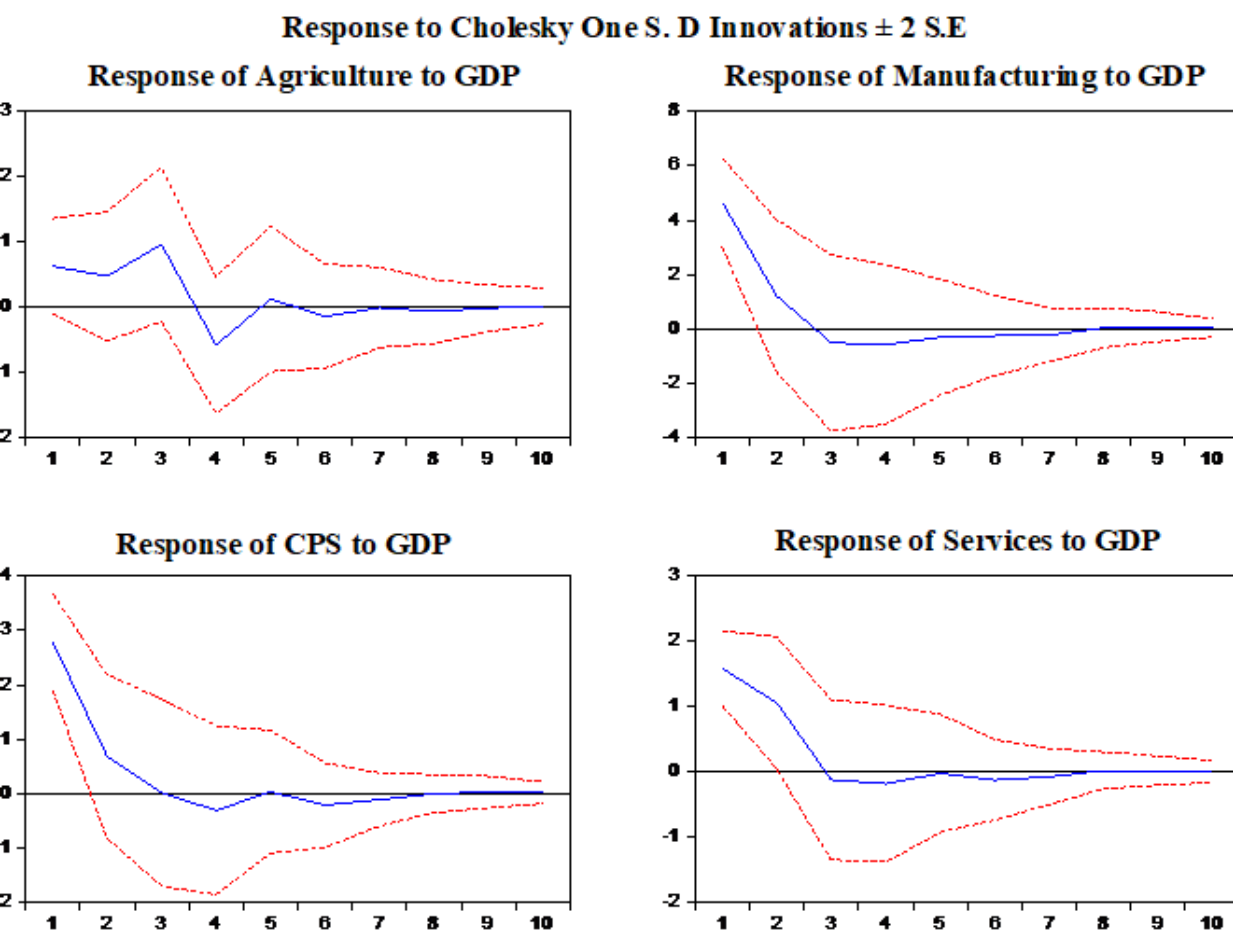 Response to Cholesky One S. D Innovations ± 2 S.E
Response of Agriculture to GDP
3
2
1
0
1
2
1 2 3 4 5 6 7 8 9 10
Response of Manufacturing to GDP
8
6
4
2
0
-2
-4
1 2 3 4 5 6 7 8 9 10
Response of CPS to GDP
4
3
2
1
0
1
2
1 2 3 4 5 6 7 8 9 10
Response of Services to GDP
3
2
1
0
-1
-2
1 2 3 4 5 6 7 8 9 10